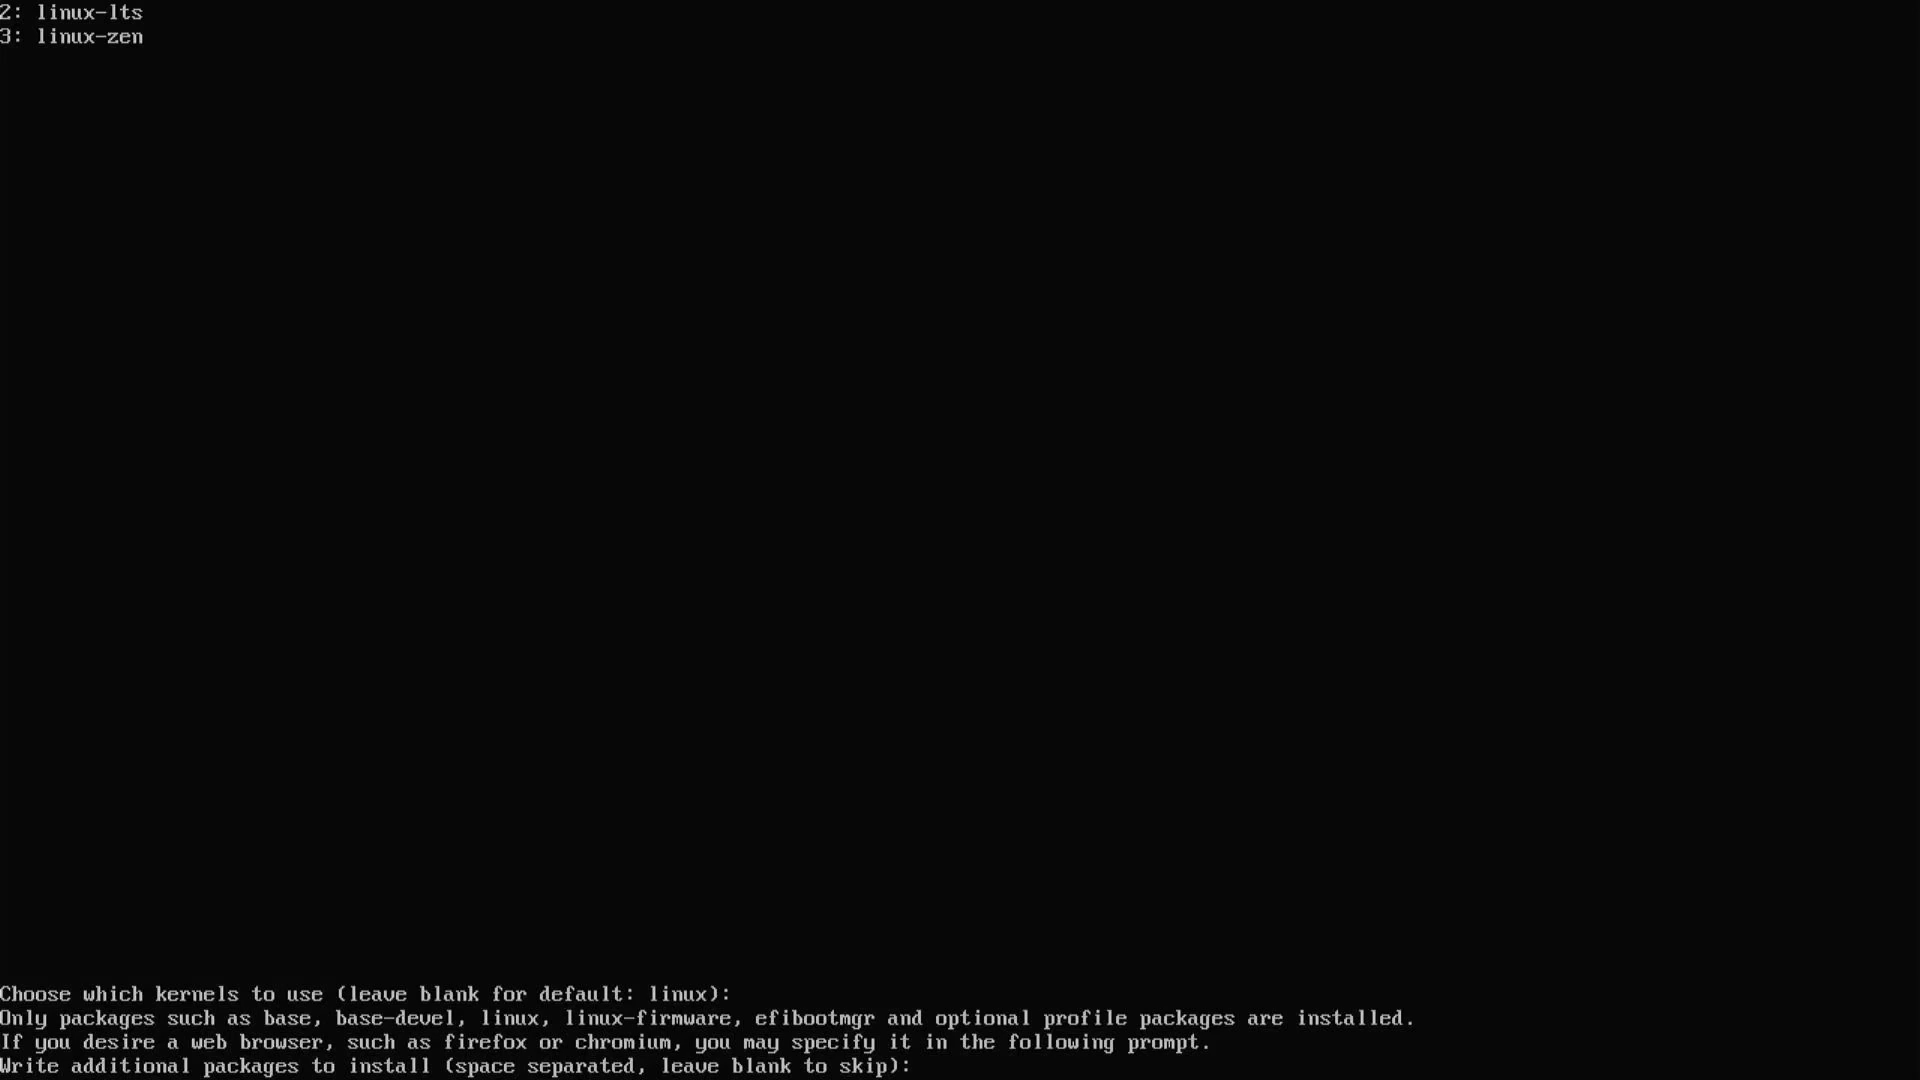 2: linux-lts
3: linux-zen
Choose which kernels to use (leave blank for default: linux):
Only packages such as base, base-devel, linux, linux-firmware, efibootmgr and optional profile packages are installed.
If you desire a web browser, such as firefox or chromium, you may specify it in the following prompt.
Write additional packages to install (space separated, leave blank to skip):